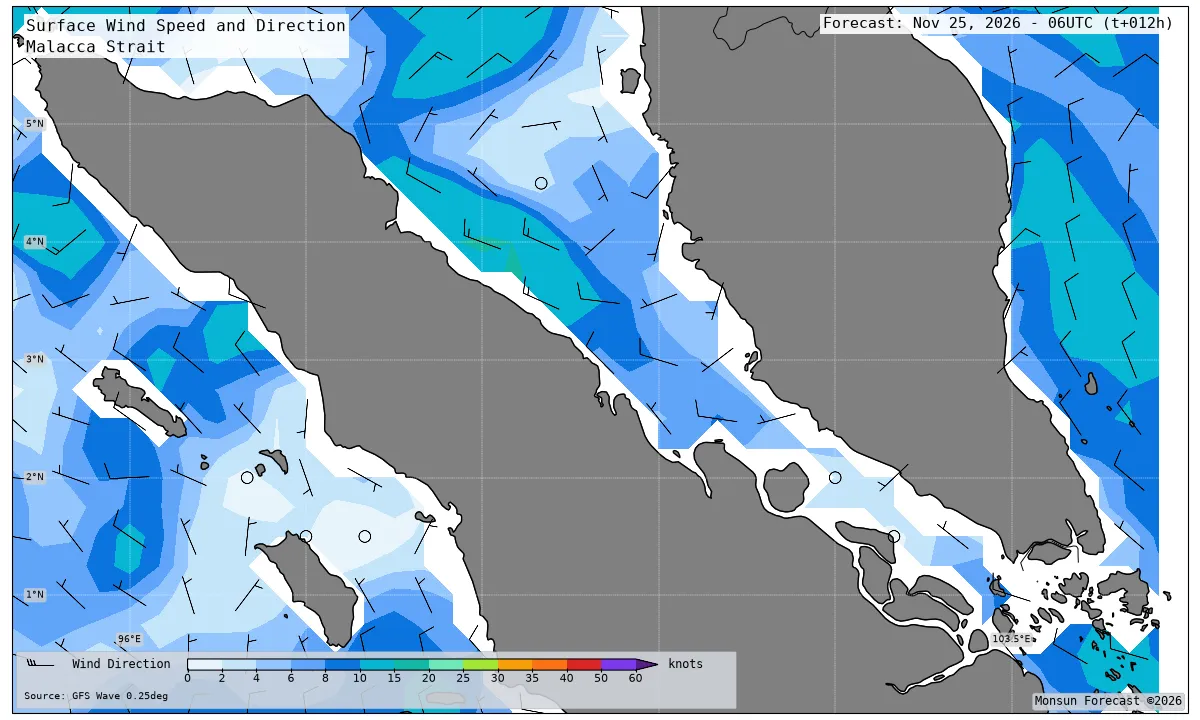 Surface Wind Speed and Direction
Malacca Strait
Forecast: Nov 25, 2026 - 06UTC (t+012h)
5°N
4°N
3°N
2°N
1°N
96°E
103.5°E
Wind Direction
0 2 4 6 8 10 15 20 25 30 35 40 50 60
knots
Source: GFS Wave 0.25deg
Monsun Forecast ©2026